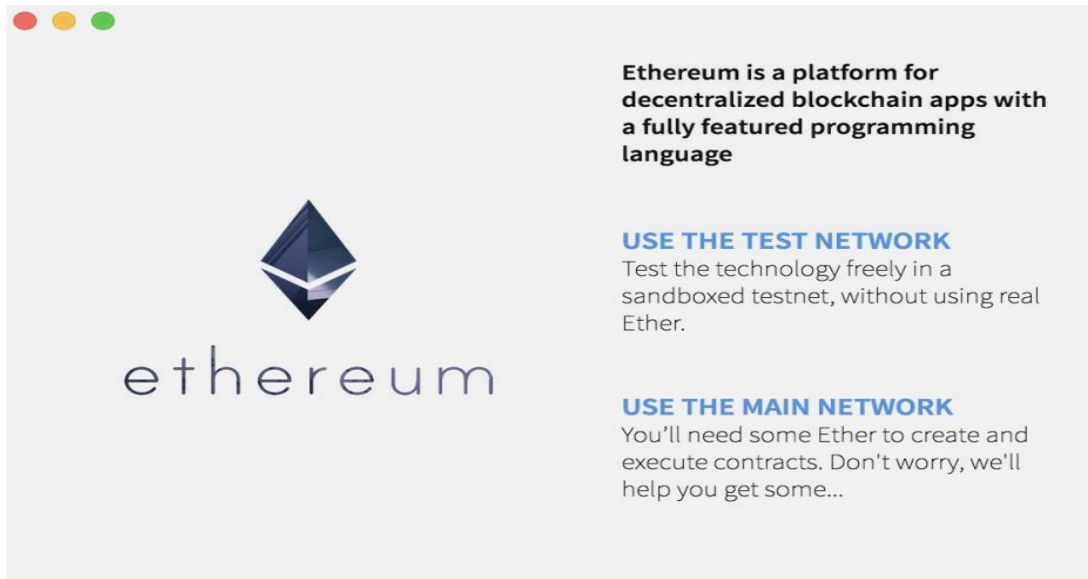 Ethereum is a platform for
decentralized blockchain apps with
a fully featured programming
language
ethereum
USE THE TEST NETWORK
Test the technology freely in a
sandboxed testnet, without using real
Ether.
USE THE MAIN NETWORK
You’ll need some Ether to create and
execute contracts. Don't worry, we'll
help you get some...